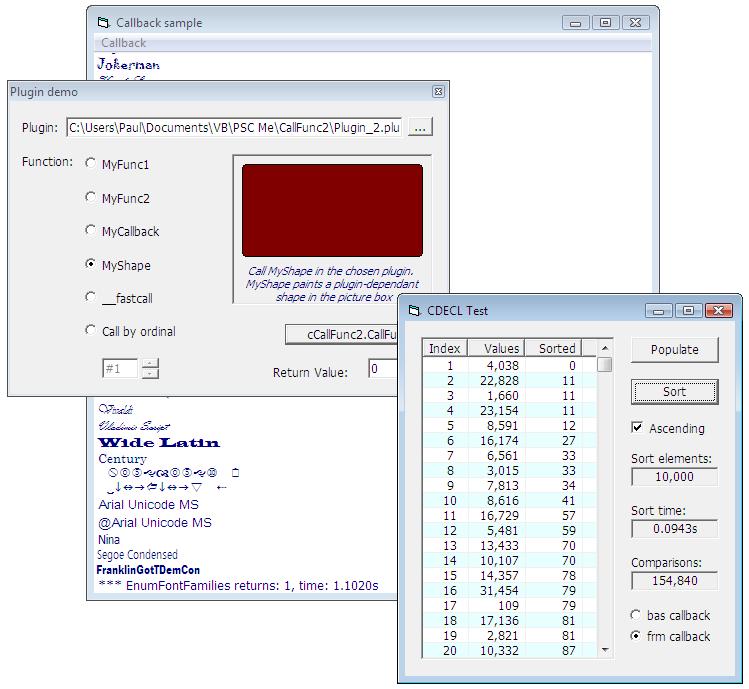 Callback sample
Callback
Jokerman
Plugin demo
Plugin: C:\Users\Paul\Documents\VB\PSC Me\CallFunc2\Plugin_2.plu ...
Function:
MyFunc1
MyFunc2
MyCallback
MyShape
__fastcall
Call by ordinal
#1
Call MyShape in the chosen plugin.
MyShape paints a plugin-dependant
shape in the picture box
cCallFunc2.CallFu
Return Value: 0
Vivaldi
Vladimir Script
Wide Latin
Century
Arial Unicode MS
@Arial Unicode MS
Nina
Segoe Condensed
FranklinGotTDemCon
*** EnumFontFamilies returns: 1, time: 1.1020s
CDECL Test
Index Values Sorted
1 4,038 0
2 22,828 11
3 1,660 11
4 23,154 11
5 8,591 12
6 16,174 27
7 6,561 33
8 3,015 33
9 7,813 34
10 8,616 41
11 16,729 57
12 5,481 59
13 13,433 70
14 10,107 70
15 14,357 78
16 31,454 79
17 109 79
18 17,136 81
19 2,821 81
20 10,332 87
Populate
Sort
Ascending
Sort elements:
10,000
Sort time:
0.0943s
Comparisons:
154,840
bas callback
frm callback